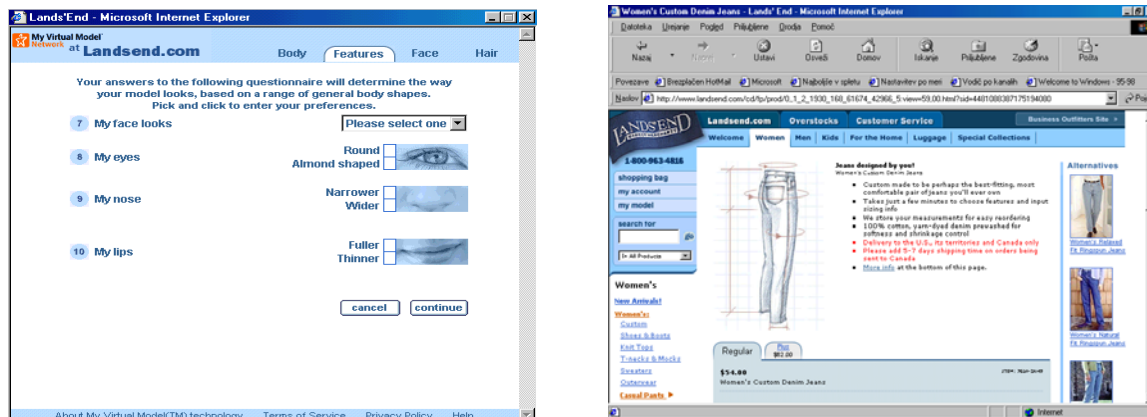 Lands'End - Microsoft Internet Explorer
My Virtual Model
Network at Landsend.com
Body Features Face Hair
Your answers to the following questionnaire will determine the way
your model looks, based on a range of general body shapes.
Pick and click to enter your preferences.
7 My face looks Please select one
8 My eyes Round
Almond shaped
9 My nose Narrower
Wider
10 My lips Fuller
Thinner
cancel continue
About My Virtual Model(TM) technology Terms of Service Privacy Policy Help
Women's Custom Denim Jeans - Lands' End - Microsoft Internet Explorer
Datoteka Urejanje Pogled Priljubljene Orodja Pomoč
Nazaj Naprej Ustavi Osveži Domov Iskanje Priljubljene Zgodovina Pošta
Povezave Brezplačen HotMail Microsoft Najboljše v spletu Nastavitev po meri Vodič po kanalih Welcome to Windows - 95-98
Naslov http://www.landsend.com/cd/fp/prod/0,,1_2_1930_168_61674_42966_5:view=59,00.html?sid=4481088387175194080
LANDS' END
Landsend.com Overstocks Customer Service Business Outfitters Site >
Welcome Women Men Kids For the Home Luggage Special Collections
1-800-963-4816
shopping bag
my account
my model
search for
go
In All Products
Women's
New Arrivals!
Women's:
Custom
Shoes & Boots
Knit Tops
T-necks & Mocks
Sweaters
Outerwear
Casual Pants
Jeans designed by you!
Women's Custom Denim Jeans
Custom made to be perhaps the best-fitting, most
comfortable pair of jeans you'll ever own
Takes just a few minutes to choose features and input
sizing info
We store your measurements for easy reordering
100% cotton, yarn-dyed denim prewashed for
softness and shrinkage control
Delivery to the U.S., its territories and Canada only
Please add 5-7 days shipping time on orders being
sent to Canada
More info at the bottom of this page.
Regular
Plus
$62.00
$54.00
Women's Custom Denim Jeans
Alternatives
Women's Relaxed
Fit Ringspun Jeans
Women's Natural
Fit Ringspun Jeans
Internet